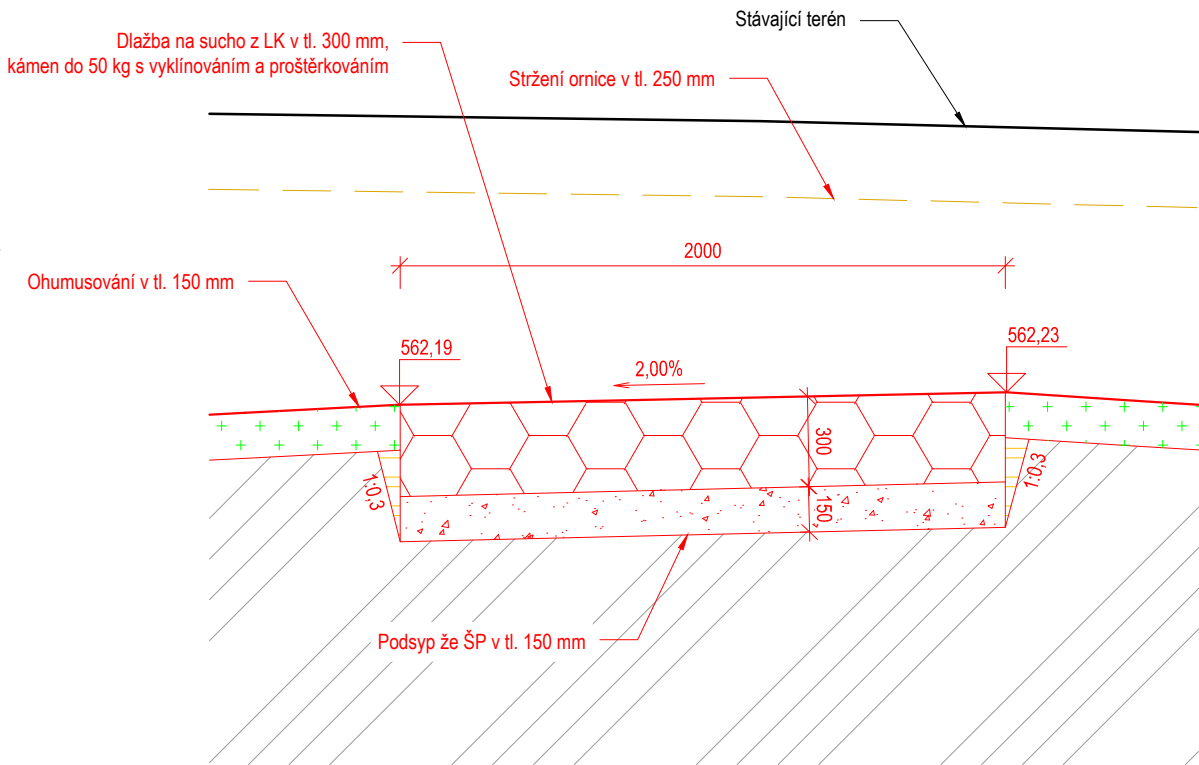 Stávající terén
Dlažba na sucho z LK v tl. 300 mm,
kámen do 50 kg s vyklínováním a proštěrkováním
Stržení ornice v tl. 250 mm
2000
Ohumusování v tl. 150 mm
562,19
562,23
2,00%
300
1:0,3
1:0,3
150
Podsyp že ŠP v tl. 150 mm